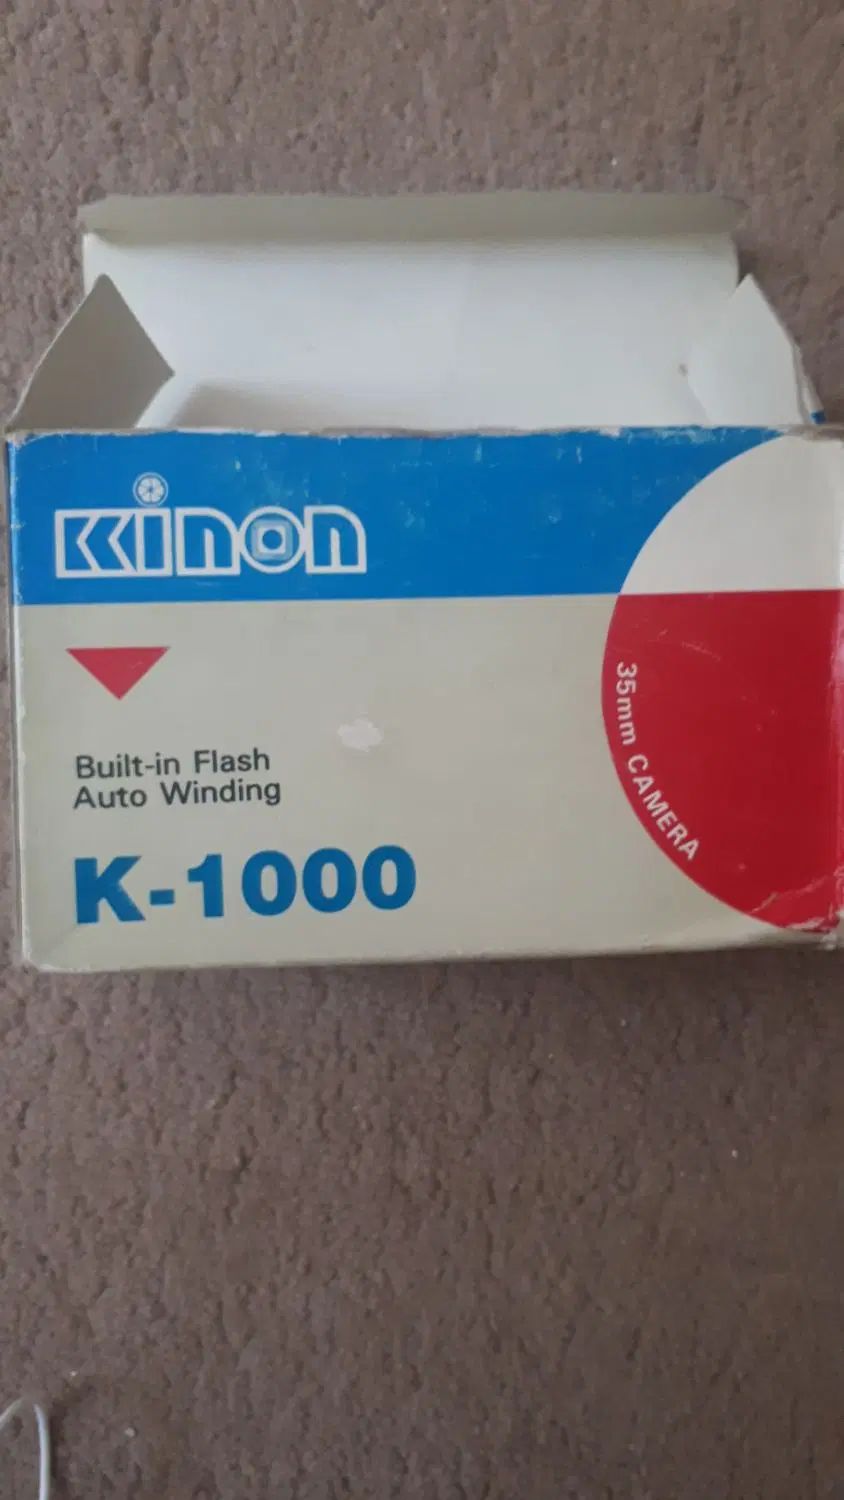 Kinon
Built-in Flash
Auto Winding
K-1000
35mm CAMERA